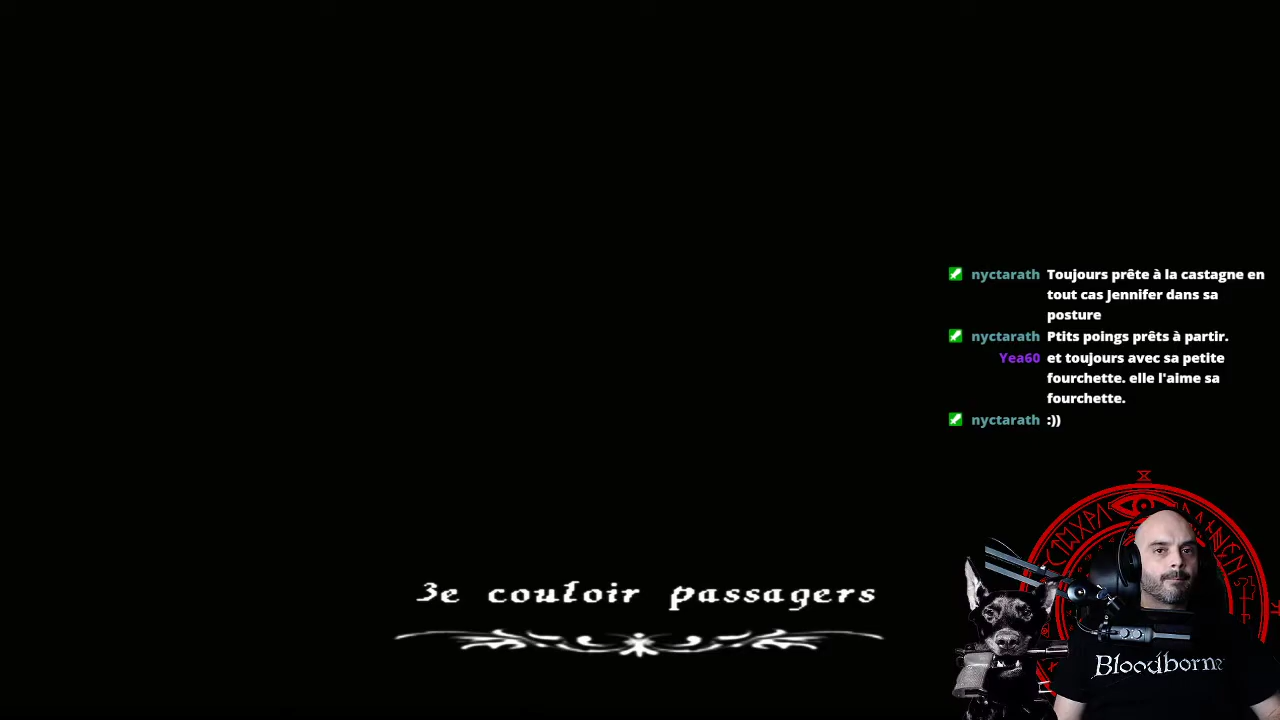 nyctarath Toujours prête à la castagne en
tout cas Jennifer dans sa
posture
nyctarath Ptits poings prêts à partir.
Yea60 et toujours avec sa petite
fourchette. elle l'aime sa
fourchette.
nyctarath :))
3e couloir passagers
Bloodborne